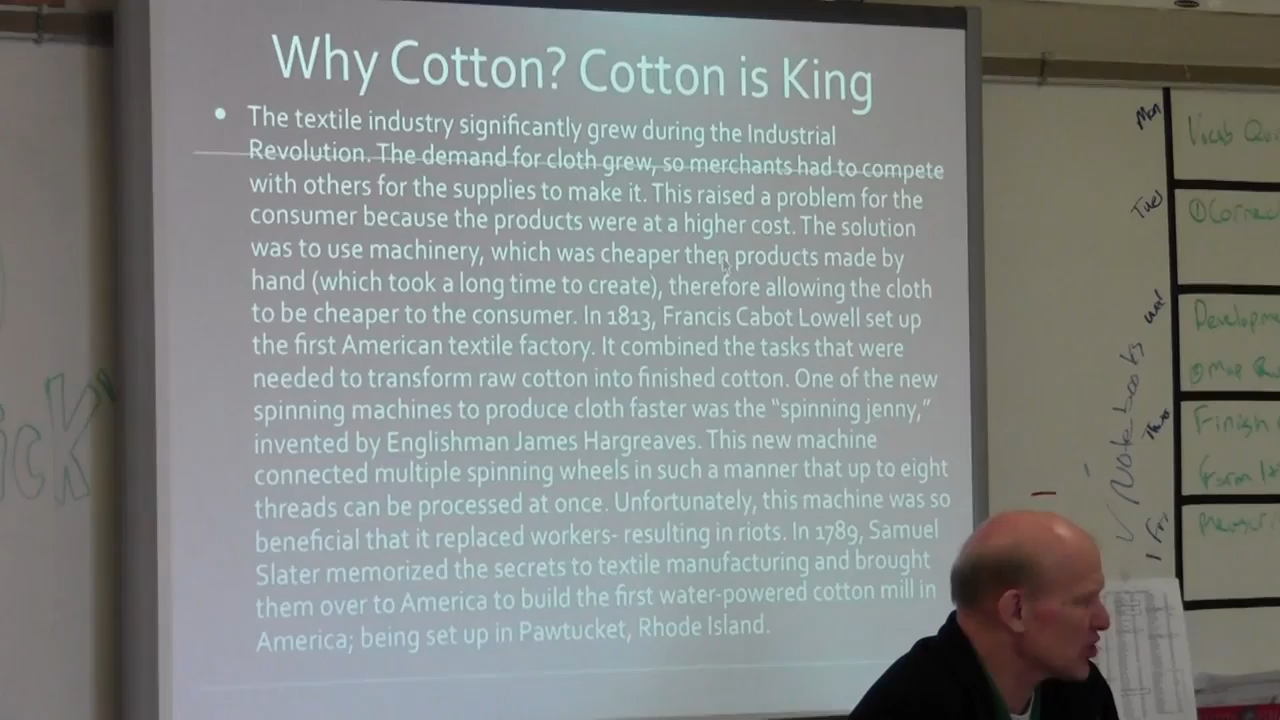 Why Cotton? Cotton is King
• The textile industry significantly grew during the Industrial
Revolution. The demand for cloth grew, so merchants had to compete
with others for the supplies to make it. This raised a problem for the
consumer because the products were at a higher cost. The solution
was to use machinery, which was cheaper then products made by
hand (which took a long time to create), therefore allowing the cloth
to be cheaper to the consumer. In 1813, Francis Cabot Lowell set up
the first American textile factory. It combined the tasks that were
needed to transform raw cotton into finished cotton. One of the new
spinning machines to produce cloth faster was the “spinning jenny,”
invented by Englishman James Hargreaves. This new machine
connected multiple spinning wheels in such a manner that up to eight
threads can be processed at once. Unfortunately, this machine was so
beneficial that it replaced workers- resulting in riots. In 1789, Samuel
Slater memorized the secrets to textile manufacturing and brought
them over to America to build the first water-powered cotton mill in
America; being set up in Pawtucket, Rhode Island.
ick"
Mon
Tue
Notebooks
Thur
Fri
Vocab
Finish